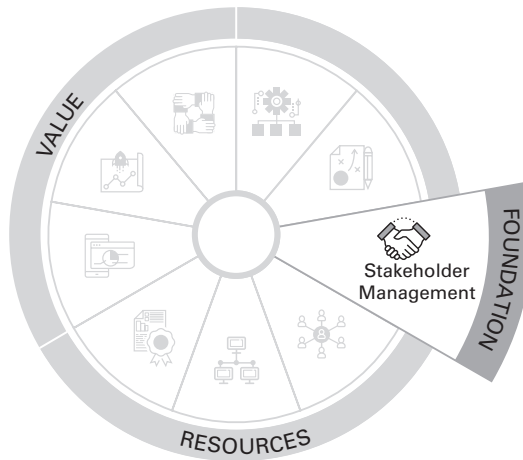 VALUE
FOUNDATION
Stakeholder
Management
RESOURCES